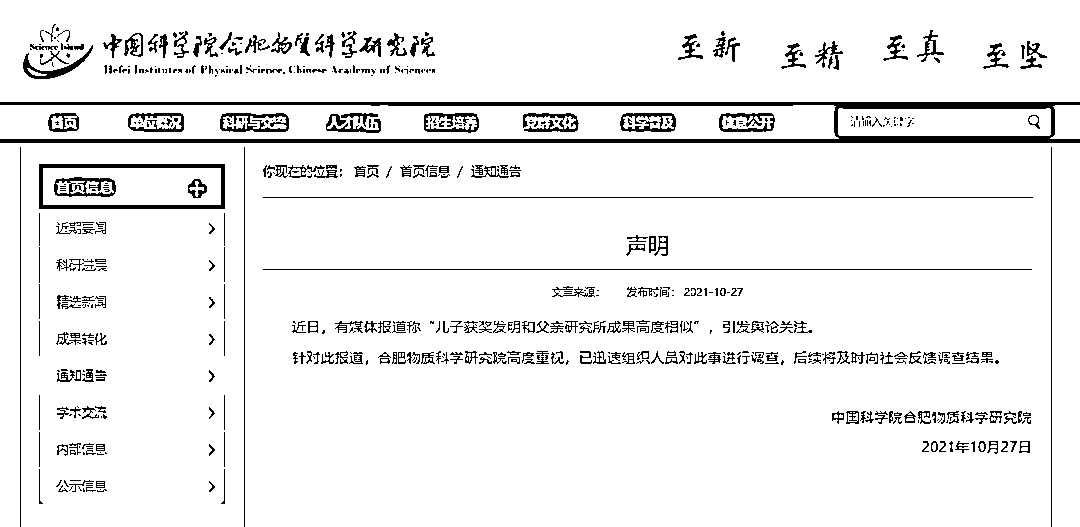 Science Island
中国科学院合肥物质科学研究院
Hefei Institutes of Physical Science, Chinese Academy of Sciences
至新 至精 至真 至坚
首页 单位概况 科研与交流 人才队伍 招生培养 党群文化 科学普及 信息公开 请输入关键字
首页信息
近期要闻
科研进展
精选新闻
成果转化
通知通告
学术交流
内部信息
公示信息
你现在的位置： 首页 / 首页信息 / 通知通告
声明
文章来源： 发布时间： 2021-10-27
近日，有媒体报道称“儿子获奖发明和父亲研究所成果高度相似”，引发舆论关注。
针对此报道，合肥物质科学研究院高度重视，已迅速组织人员对此事进行调查，后续将及时向社会反馈调查结果。
中国科学院合肥物质科学研究院
2021年10月27日